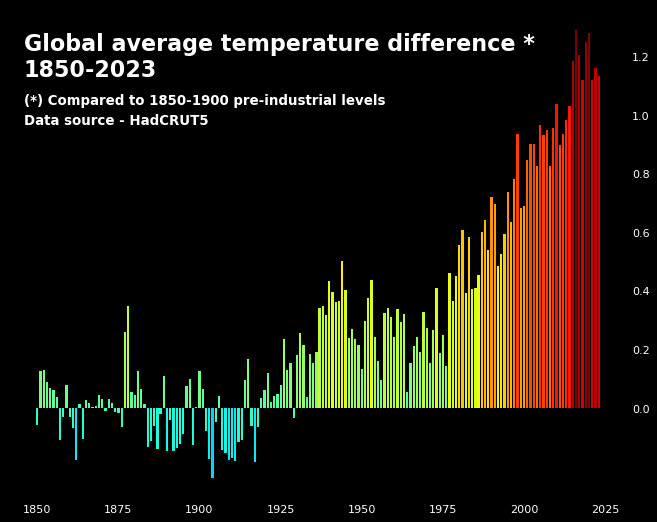 Global average temperature difference *
1850-2023
(*) Compared to 1850-1900 pre-industrial levels
Data source - HadCRUT5
1.2
1.0
0.8
0.6
0.4
0.2
0.0
1850 1875 1900 1925 1950 1975 2000 2025